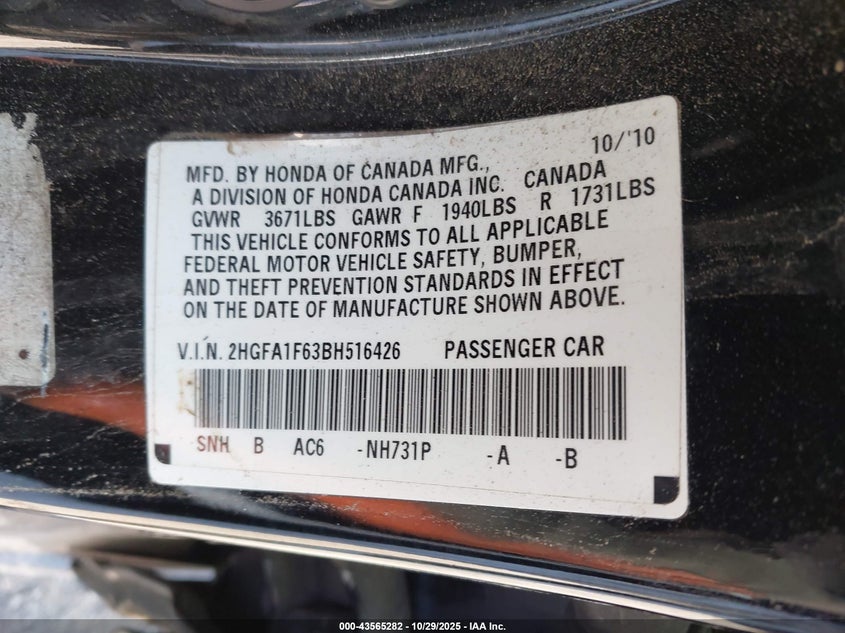 10/'10
MFD. BY HONDA OF CANADA MFG.,
A DIVISION OF HONDA CANADA INC. CANADA
GVWR 3671LBS GAWR F 1940LBS R 1731LBS
THIS VEHICLE CONFORMS TO ALL APPLICABLE
FEDERAL MOTOR VEHICLE SAFETY, BUMPER,
AND THEFT PREVENTION STANDARDS IN EFFECT
ON THE DATE OF MANUFACTURE SHOWN ABOVE.
V.I.N. 2HGFA1F63BH516426 PASSENGER CAR
SNH B AC6 -NH731P -A -B
000-43565282 - 10/29/2025 - IAA Inc.